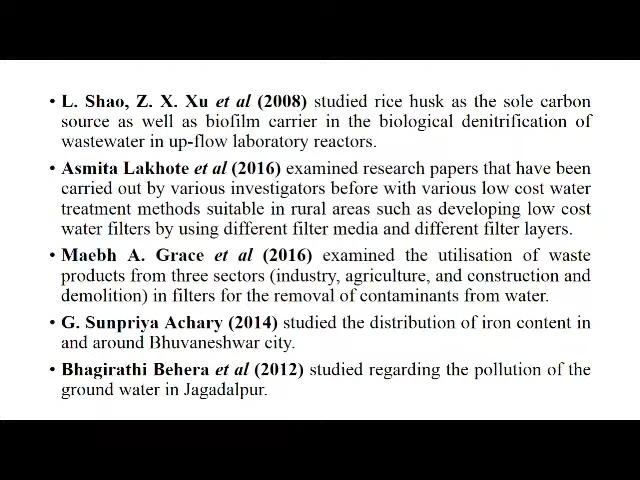 • L. Shao, Z. X. Xu et al (2008) studied rice husk as the sole carbon
source as well as biofilm carrier in the biological denitrification of
wastewater in up-flow laboratory reactors.
• Asmita Lakhote et al (2016) examined research papers that have been
carried out by various investigators before with various low cost water
treatment methods suitable in rural areas such as developing low cost
water filters by using different filter media and different filter layers.
• Maebh A. Grace et al (2016) examined the utilisation of waste
products from three sectors (industry, agriculture, and construction and
demolition) in filters for the removal of contaminants from water.
• G. Sunpriya Achary (2014) studied the distribution of iron content in
and around Bhuvaneshwar city.
• Bhagirathi Behera et al (2012) studied regarding the pollution of the
ground water in Jagadalpur.